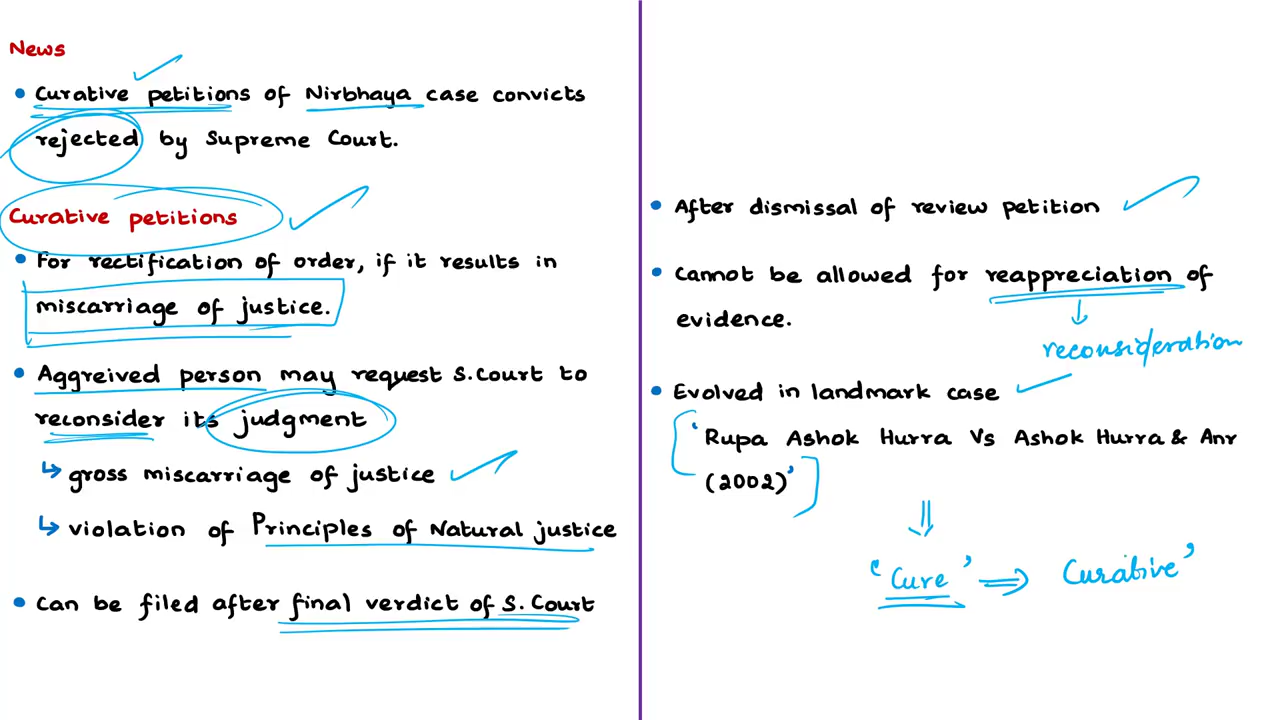 News
• Curative petitions of Nirbhaya case convicts
rejected by Supreme Court.
Curative petitions
• For rectification of order, if it results in
miscarriage of justice.
• Aggreived person may request S.Court to
reconsider its judgment
↳ gross miscarriage of justice
↳ violation of Principles of Natural justice
• Can be filed after final verdict of S. Court
• After dismissal of review petition
• Cannot be allowed for reappreciation of
evidence.
reconsideration
• Evolved in landmark case
'Rupa Ashok Hurra Vs Ashok Hurra & Anr
(2002)'
'Cure' ⇒ Curative'